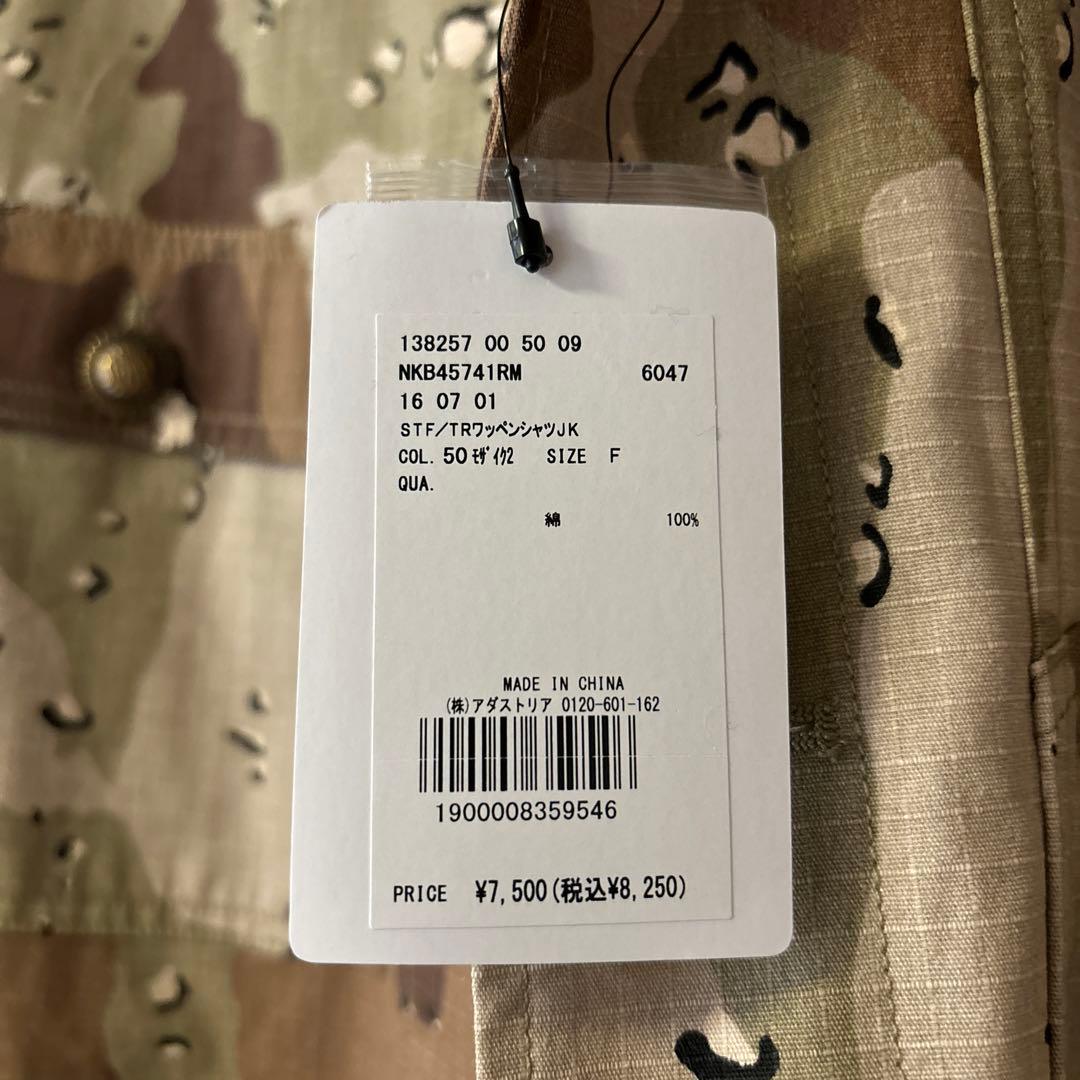 138257 00 50 09
NKB45741RM 6047
16 07 01
STF/TRワッペンシャツJK
COL. 50 ﾓｻﾞｲｸ2 SIZE F
QUA.
綿 100%
MADE IN CHINA
(株)アダストリア 0120-601-162
1900008359546
PRICE ¥7,500(税込¥8,250)